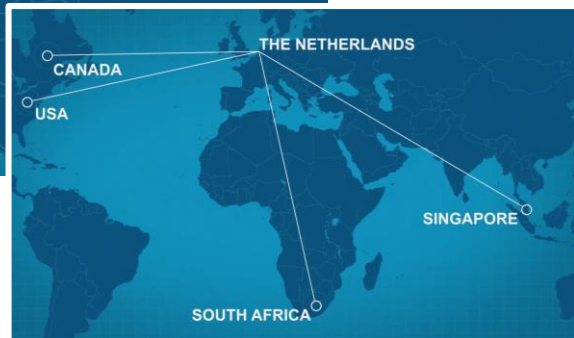 THE NETHERLANDS
CANADA
USA
SINGAPORE
SOUTH AFRICA